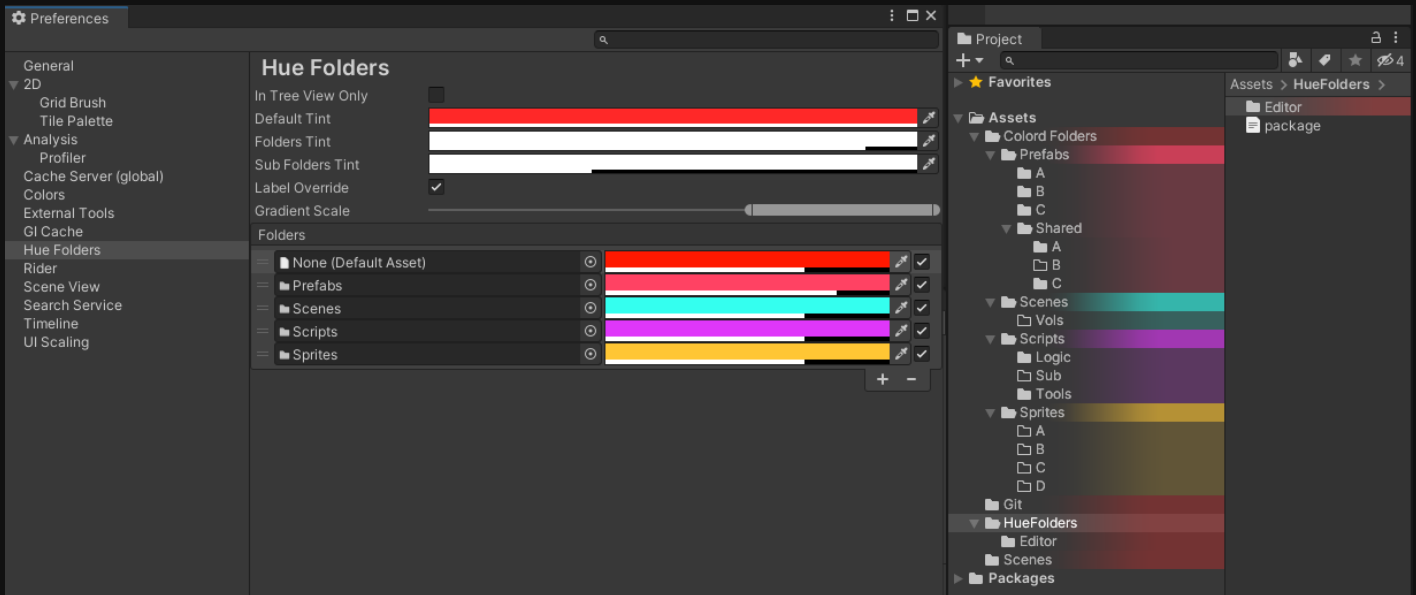 Preferences
General
2D
Grid Brush
Tile Palette
Analysis
Profiler
Cache Server (global)
Colors
External Tools
GI Cache
Hue Folders
Rider
Scene View
Search Service
Timeline
UI Scaling
Hue Folders
In Tree View Only
Default Tint
Folders Tint
Sub Folders Tint
Label Override
Gradient Scale
Folders
None (Default Asset)
Prefabs
Scenes
Scripts
Sprites
Project
4
Favorites
Assets
Colord Folders
Prefabs
A
B
C
Shared
A
B
C
Scenes
Vols
Scripts
Logic
Sub
Tools
Sprites
A
B
C
D
Git
HueFolders
Editor
Scenes
Packages
Assets > HueFolders >
Editor
package